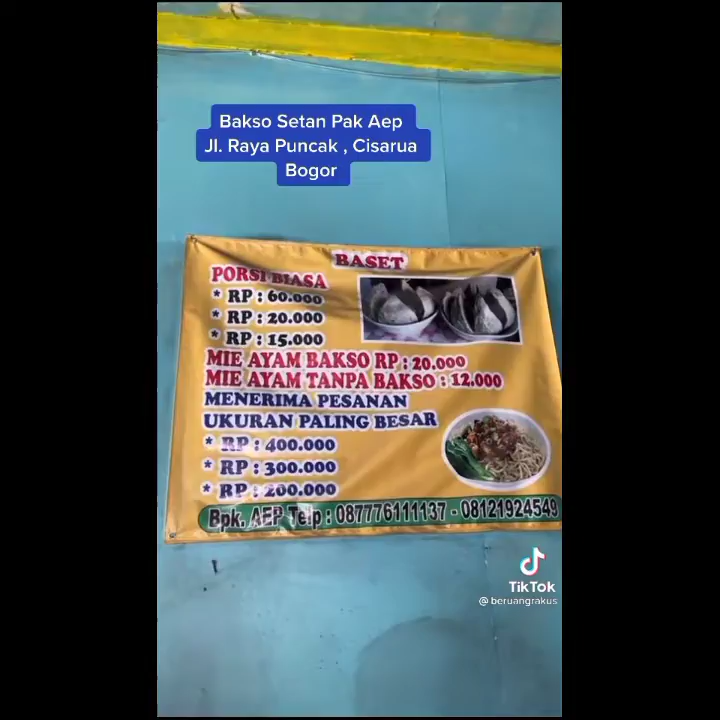 Bakso Setan Pak Aep
Jl. Raya Puncak , Cisarua
Bogor
BASET
PORSI BIASA
* RP : 60.000
* RP : 20.000
* RP : 15.000
MIE AYAM BAKSO RP : 20.000
MIE AYAM TANPA BAKSO : 12.000
MENERIMA PESANAN
UKURAN PALING BESAR
* RP : 400.000
* RP : 300.000
* RP : 200.000
Bpk. AEP Telp : 087776111137 - 08121924549
TikTok
@beruangrakus